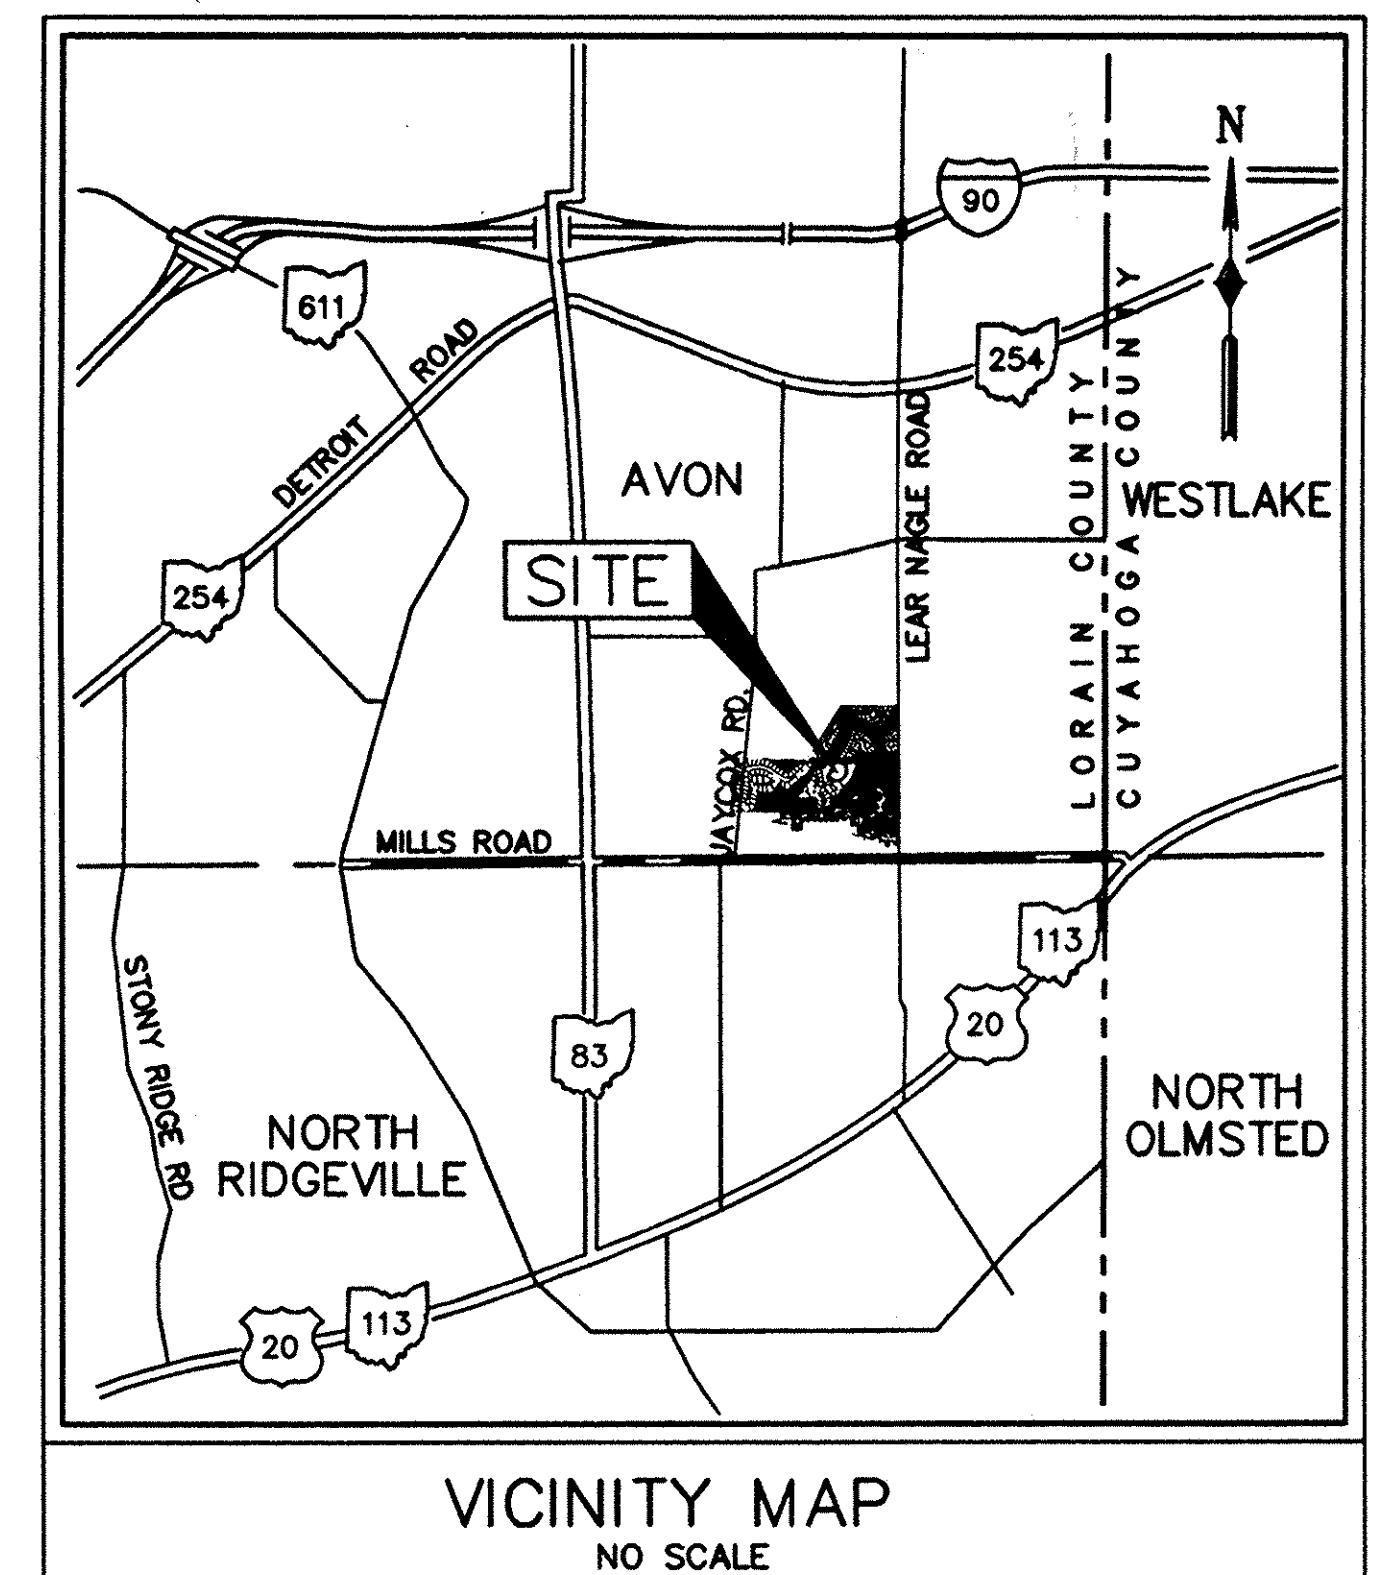 N
90
611
254
DETROIT ROAD
AVON
LEAR NAGLE ROAD
LORAIN COUNTY
CUYAHOGA COUNTY
WESTLAKE
SITE
254
JAYCOX RD.
MILLS ROAD
113
20
STONY RIDGE RD
83
NORTH
RIDGEVILLE
NORTH
OLMSTED
113
20
VICINITY MAP
NO SCALE